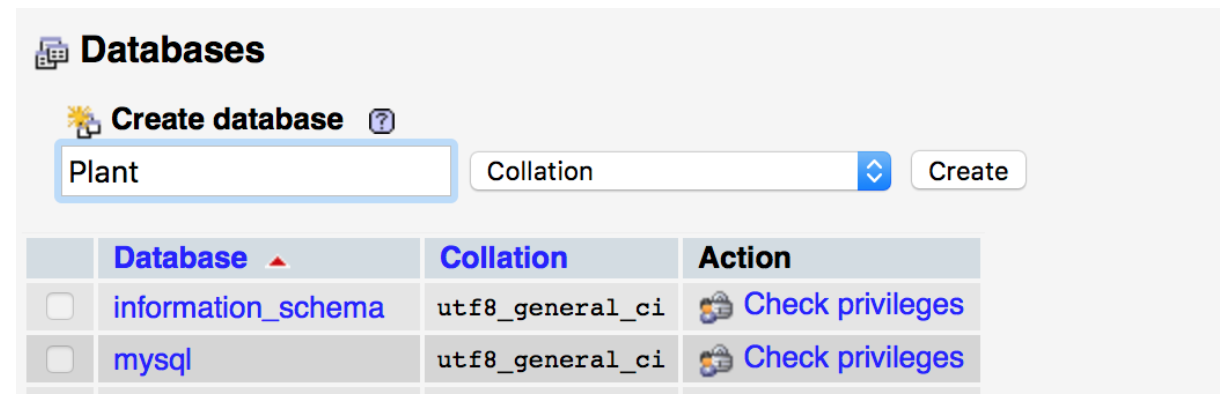 Databases
Create database ?
Plant Collation Create
Database Collation Action
information_schema utf8_general_ci Check privileges
mysql utf8_general_ci Check privileges